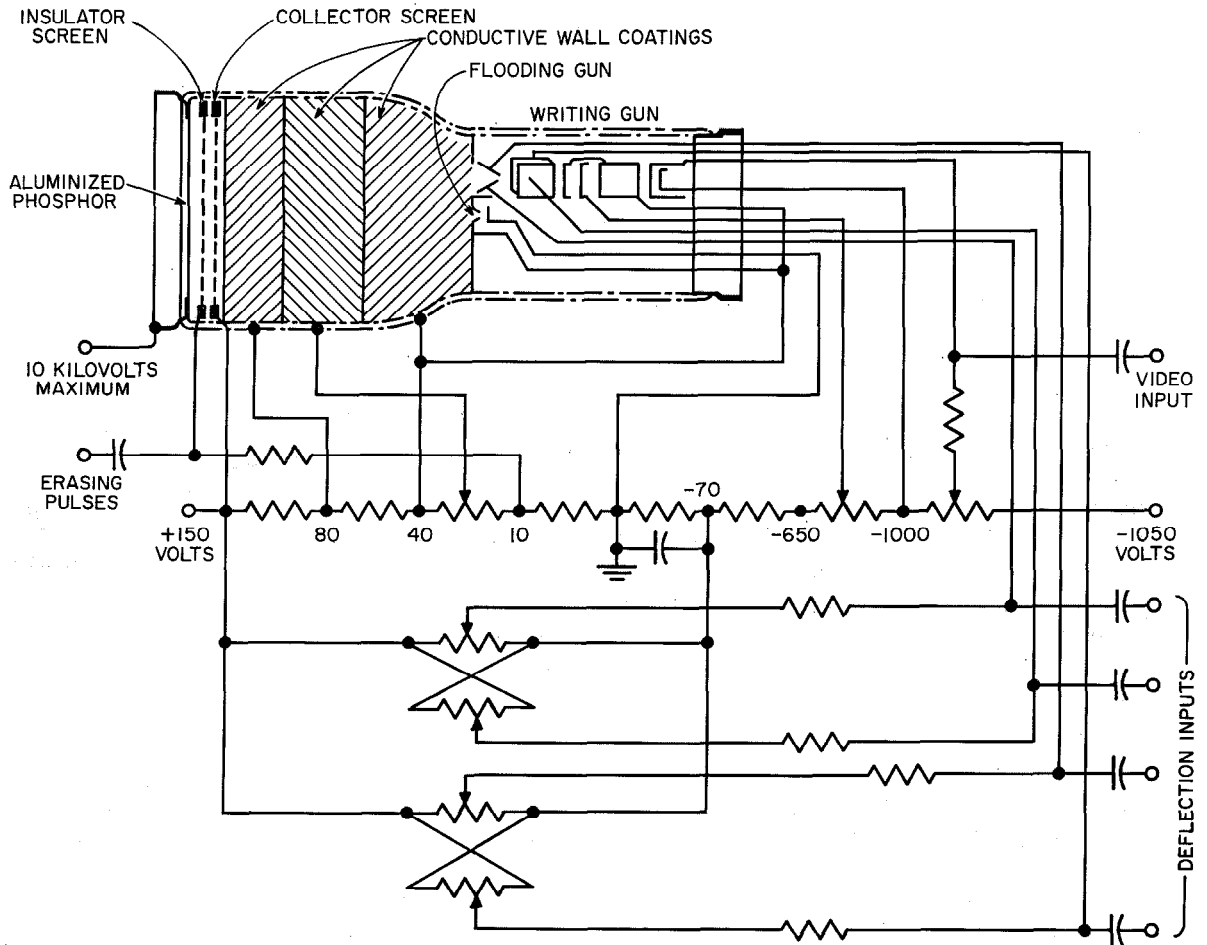 INSULATOR
SCREEN
COLLECTOR SCREEN
CONDUCTIVE WALL COATINGS
FLOODING GUN
WRITING GUN
ALUMINIZED
PHOSPHOR
10 KILOVOLTS
MAXIMUM
VIDEO
INPUT
ERASING
PULSES
+150
VOLTS
80
40
10
-70
-650
-1000
-1050
VOLTS
DEFLECTION INPUTS